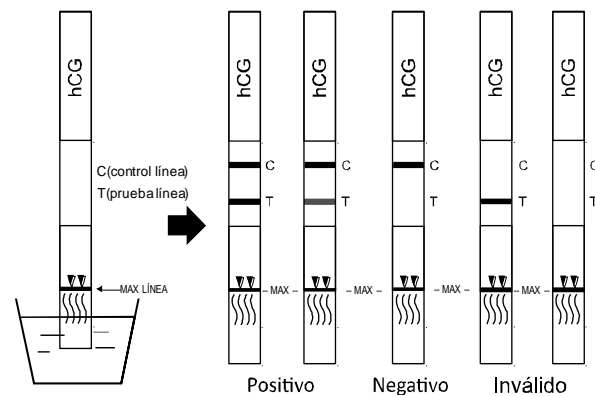 hCG
C(control línea)
T(prueba línea)
MAX LÍNEA
hCG
hCG
hCG
hCG
hCG
C
C
C
C
C
T
T
T
T
T
MAX
MAX
MAX
MAX
Positivo
Negativo
Inválido